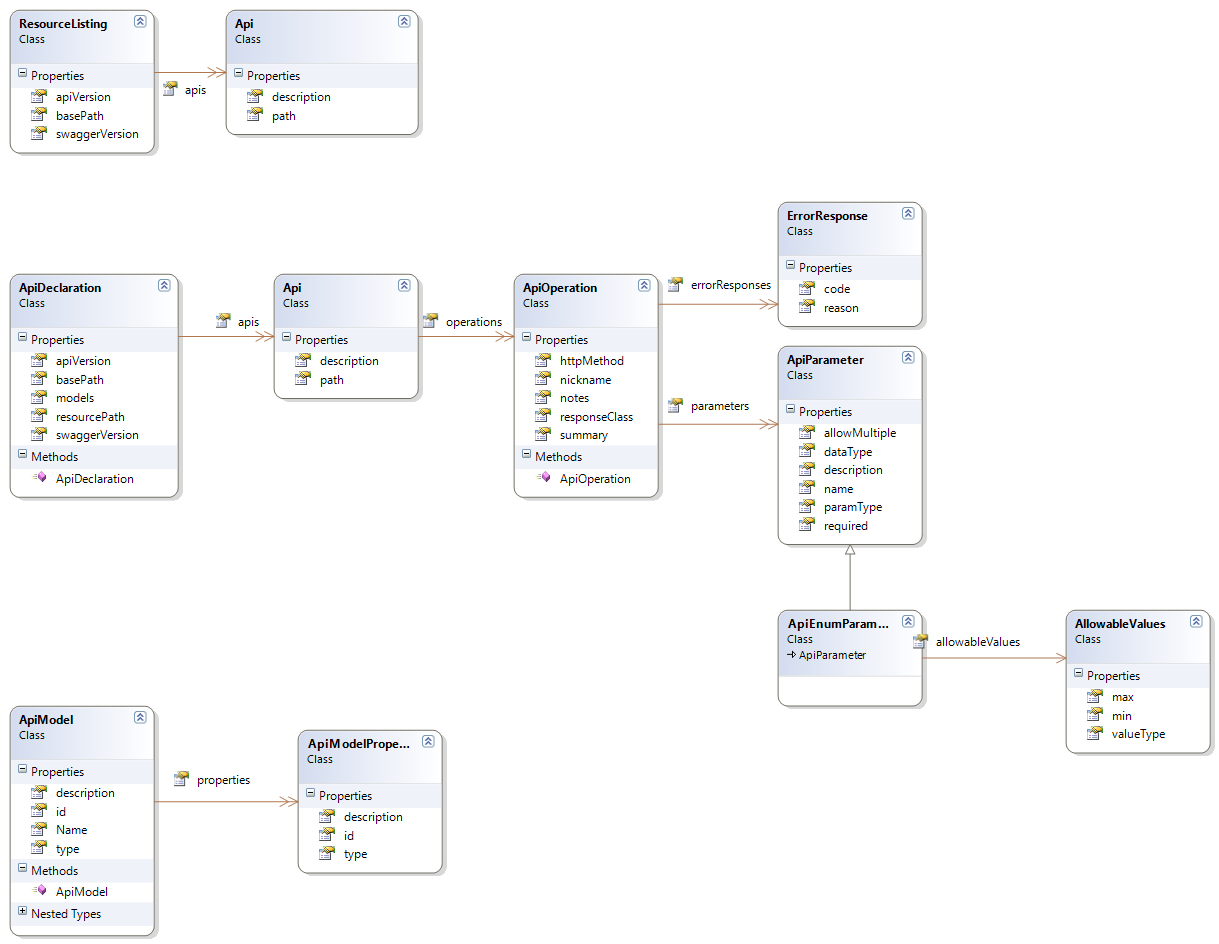 ResourceListing
Class
Properties
apiVersion
basePath
swaggerVersion
apis
Api
Class
Properties
description
path
ApiDeclaration
Class
Properties
apiVersion
basePath
models
resourcePath
swaggerVersion
Methods
ApiDeclaration
apis
Api
Class
Properties
description
path
operations
ApiOperation
Class
Properties
httpMethod
nickname
notes
responseClass
summary
Methods
ApiOperation
errorResponses
ErrorResponse
Class
Properties
code
reason
parameters
ApiParameter
Class
Properties
allowMultiple
dataType
description
name
paramType
required
ApiEnumParam...
Class
ApiParameter
allowableValues
AllowableValues
Class
Properties
max
min
valueType
ApiModel
Class
Properties
description
id
Name
type
Methods
ApiModel
Nested Types
properties
ApiModelPrope...
Class
Properties
description
id
type